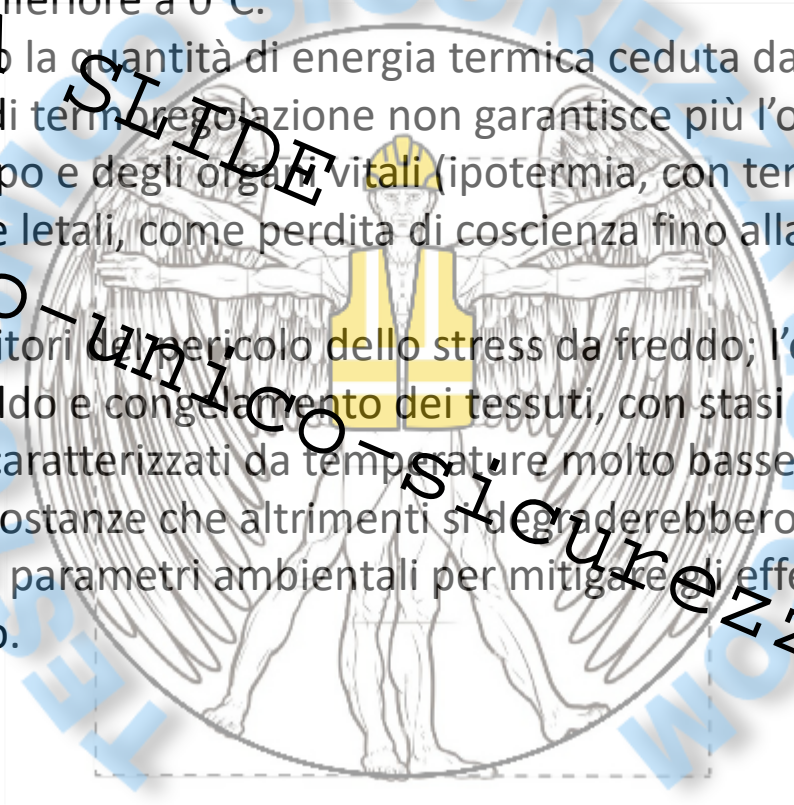 inferiore a 0°C.
la quantità di energia termica ceduta da
di termoregolazione non garantisce più l'o
po e degli organi vitali (ipotermia, con ter
e letali, come perdita di coscienza fino alla
itori del pericolo dello stress da freddo; l'e
ldo e congelamento dei tessuti, con stasi
caratterizzati da temperature molto basse
ostanze che altrimenti si degraderebbero
parametri ambientali per mitigare gli effe
o.
SLIDE
o-unico-sicurezz